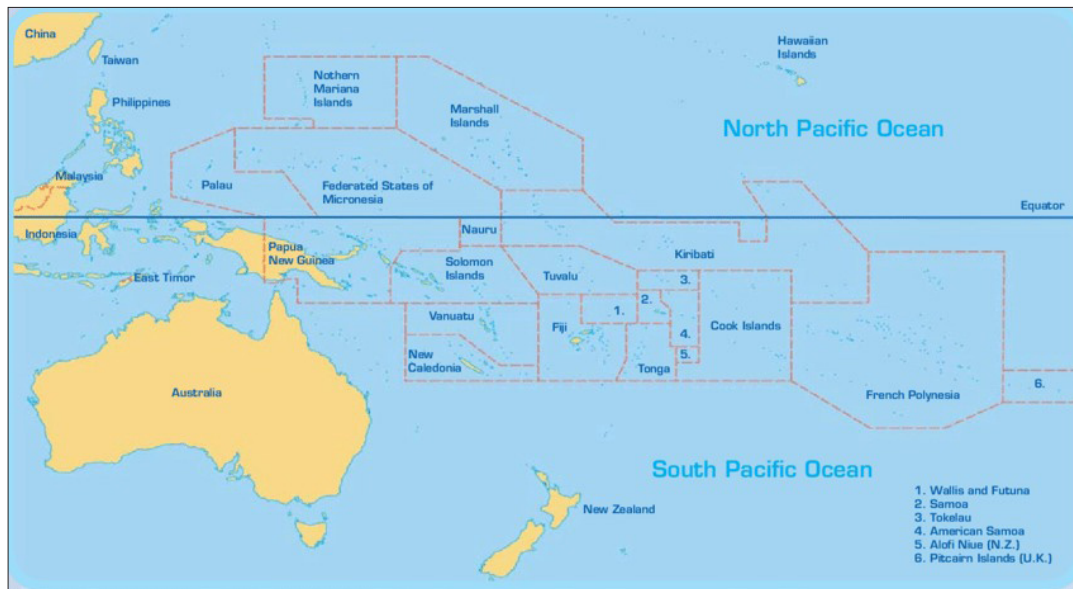 China
Taiwan
Philippines
Malaysia
Indonesia
East Timor
Palau
Nothern
Mariana
Islands
Marshall
Islands
Federated States of
Micronesia
Hawaiian
Islands
North Pacific Ocean
Equator
Nauru
Papua
New Guinea
Solomon
Islands
Tuvalu
Kiribati
3.
2.
1.
4.
5.
Vanuatu
Fiji
Cook Islands
New
Caledonia
Tonga
French Polynesia
6.
Australia
New Zealand
South Pacific Ocean
1. Wallis and Futuna
2. Samoa
3. Tokelau
4. American Samoa
5. Alofi Niue (N.Z.)
6. Pitcairn Islands (U.K.)